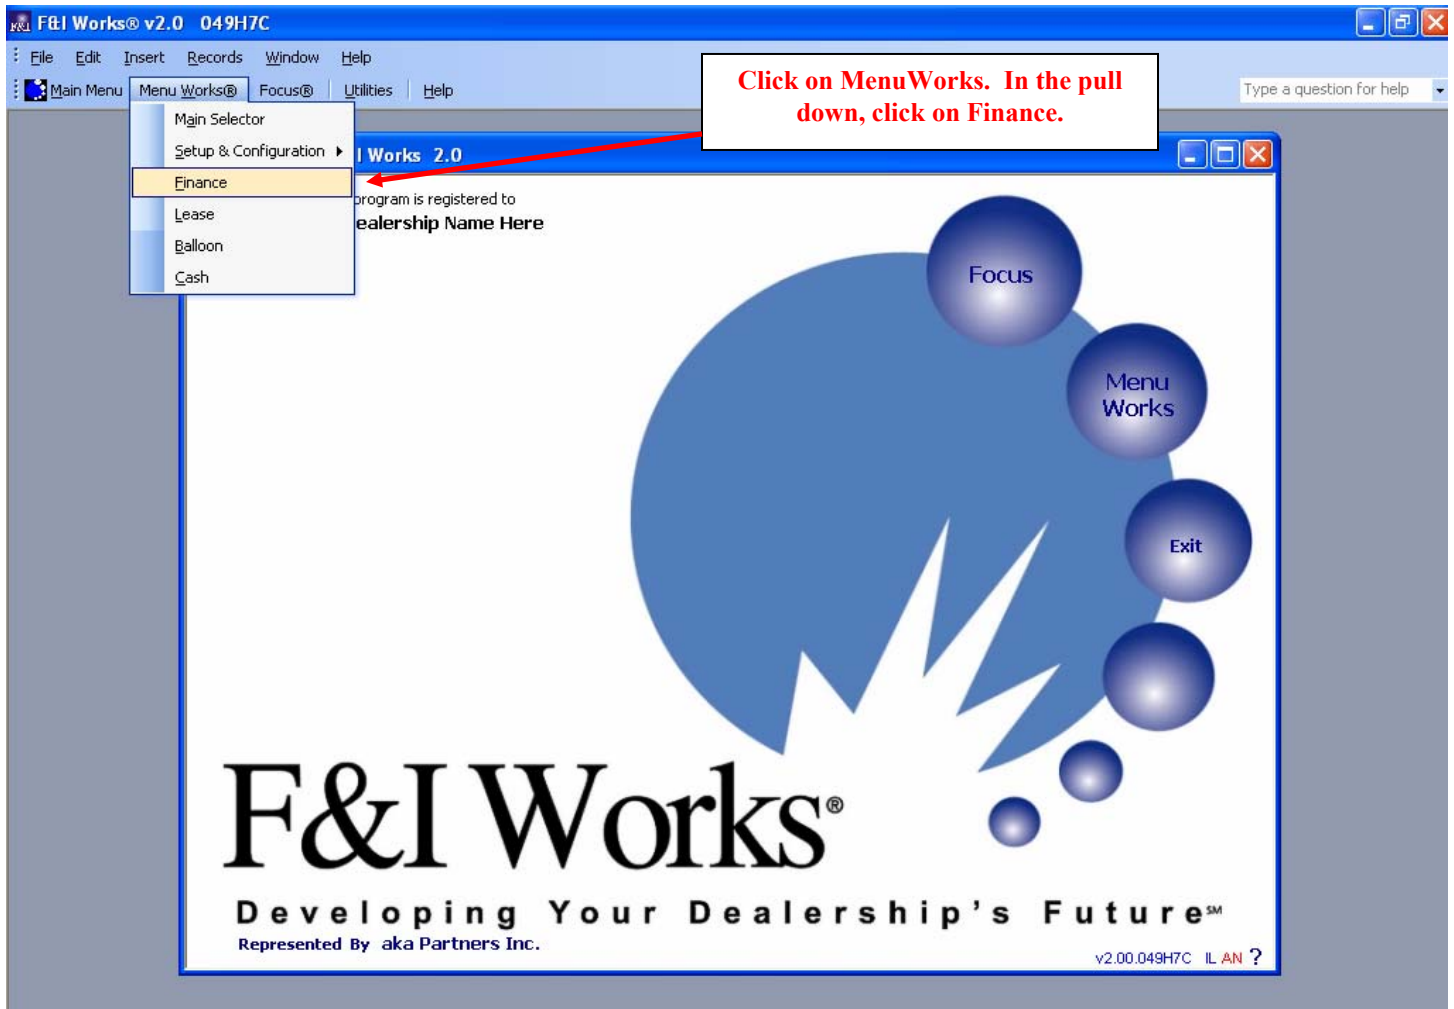 F&I Works® v2.0 049H7C
File Edit Insert Records Window Help
Main Menu Menu Works® Focus® Utilities Help
Type a question for help
Click on MenuWorks. In the pull
down, click on Finance.
Main Selector
Setup & Configuration
Finance
Lease
Balloon
Cash
I Works 2.0
program is registered to
ealership Name Here
Focus
Menu
Works
Exit
F&I Works®
Developing Your Dealership's Future℠
Represented By aka Partners Inc.
v2.00.049H7C IL AN ?